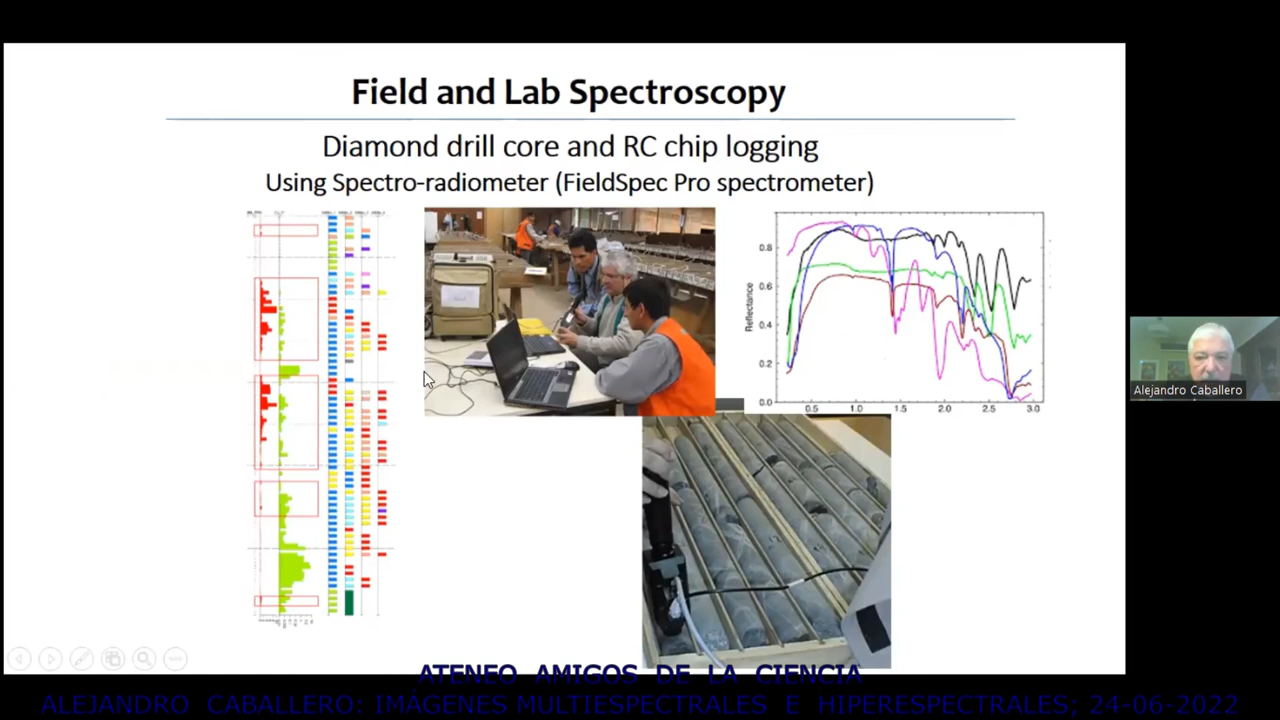 Field and Lab Spectroscopy
Diamond drill core and RC chip logging
Using Spectro-radiometer (FieldSpec Pro spectrometer)
0.8
0.6
0.4
0.2
0.0
Reflectance
0.5 1.0 1.5 2.0 2.5 3.0
Alejandro Caballero
ATENEO AMIGOS DE LA CIENCIA
ALEJANDRO CABALLERO: IMÁGENES MULTIESPECTRALES E HIPERESPECTRALES; 24-06-2022